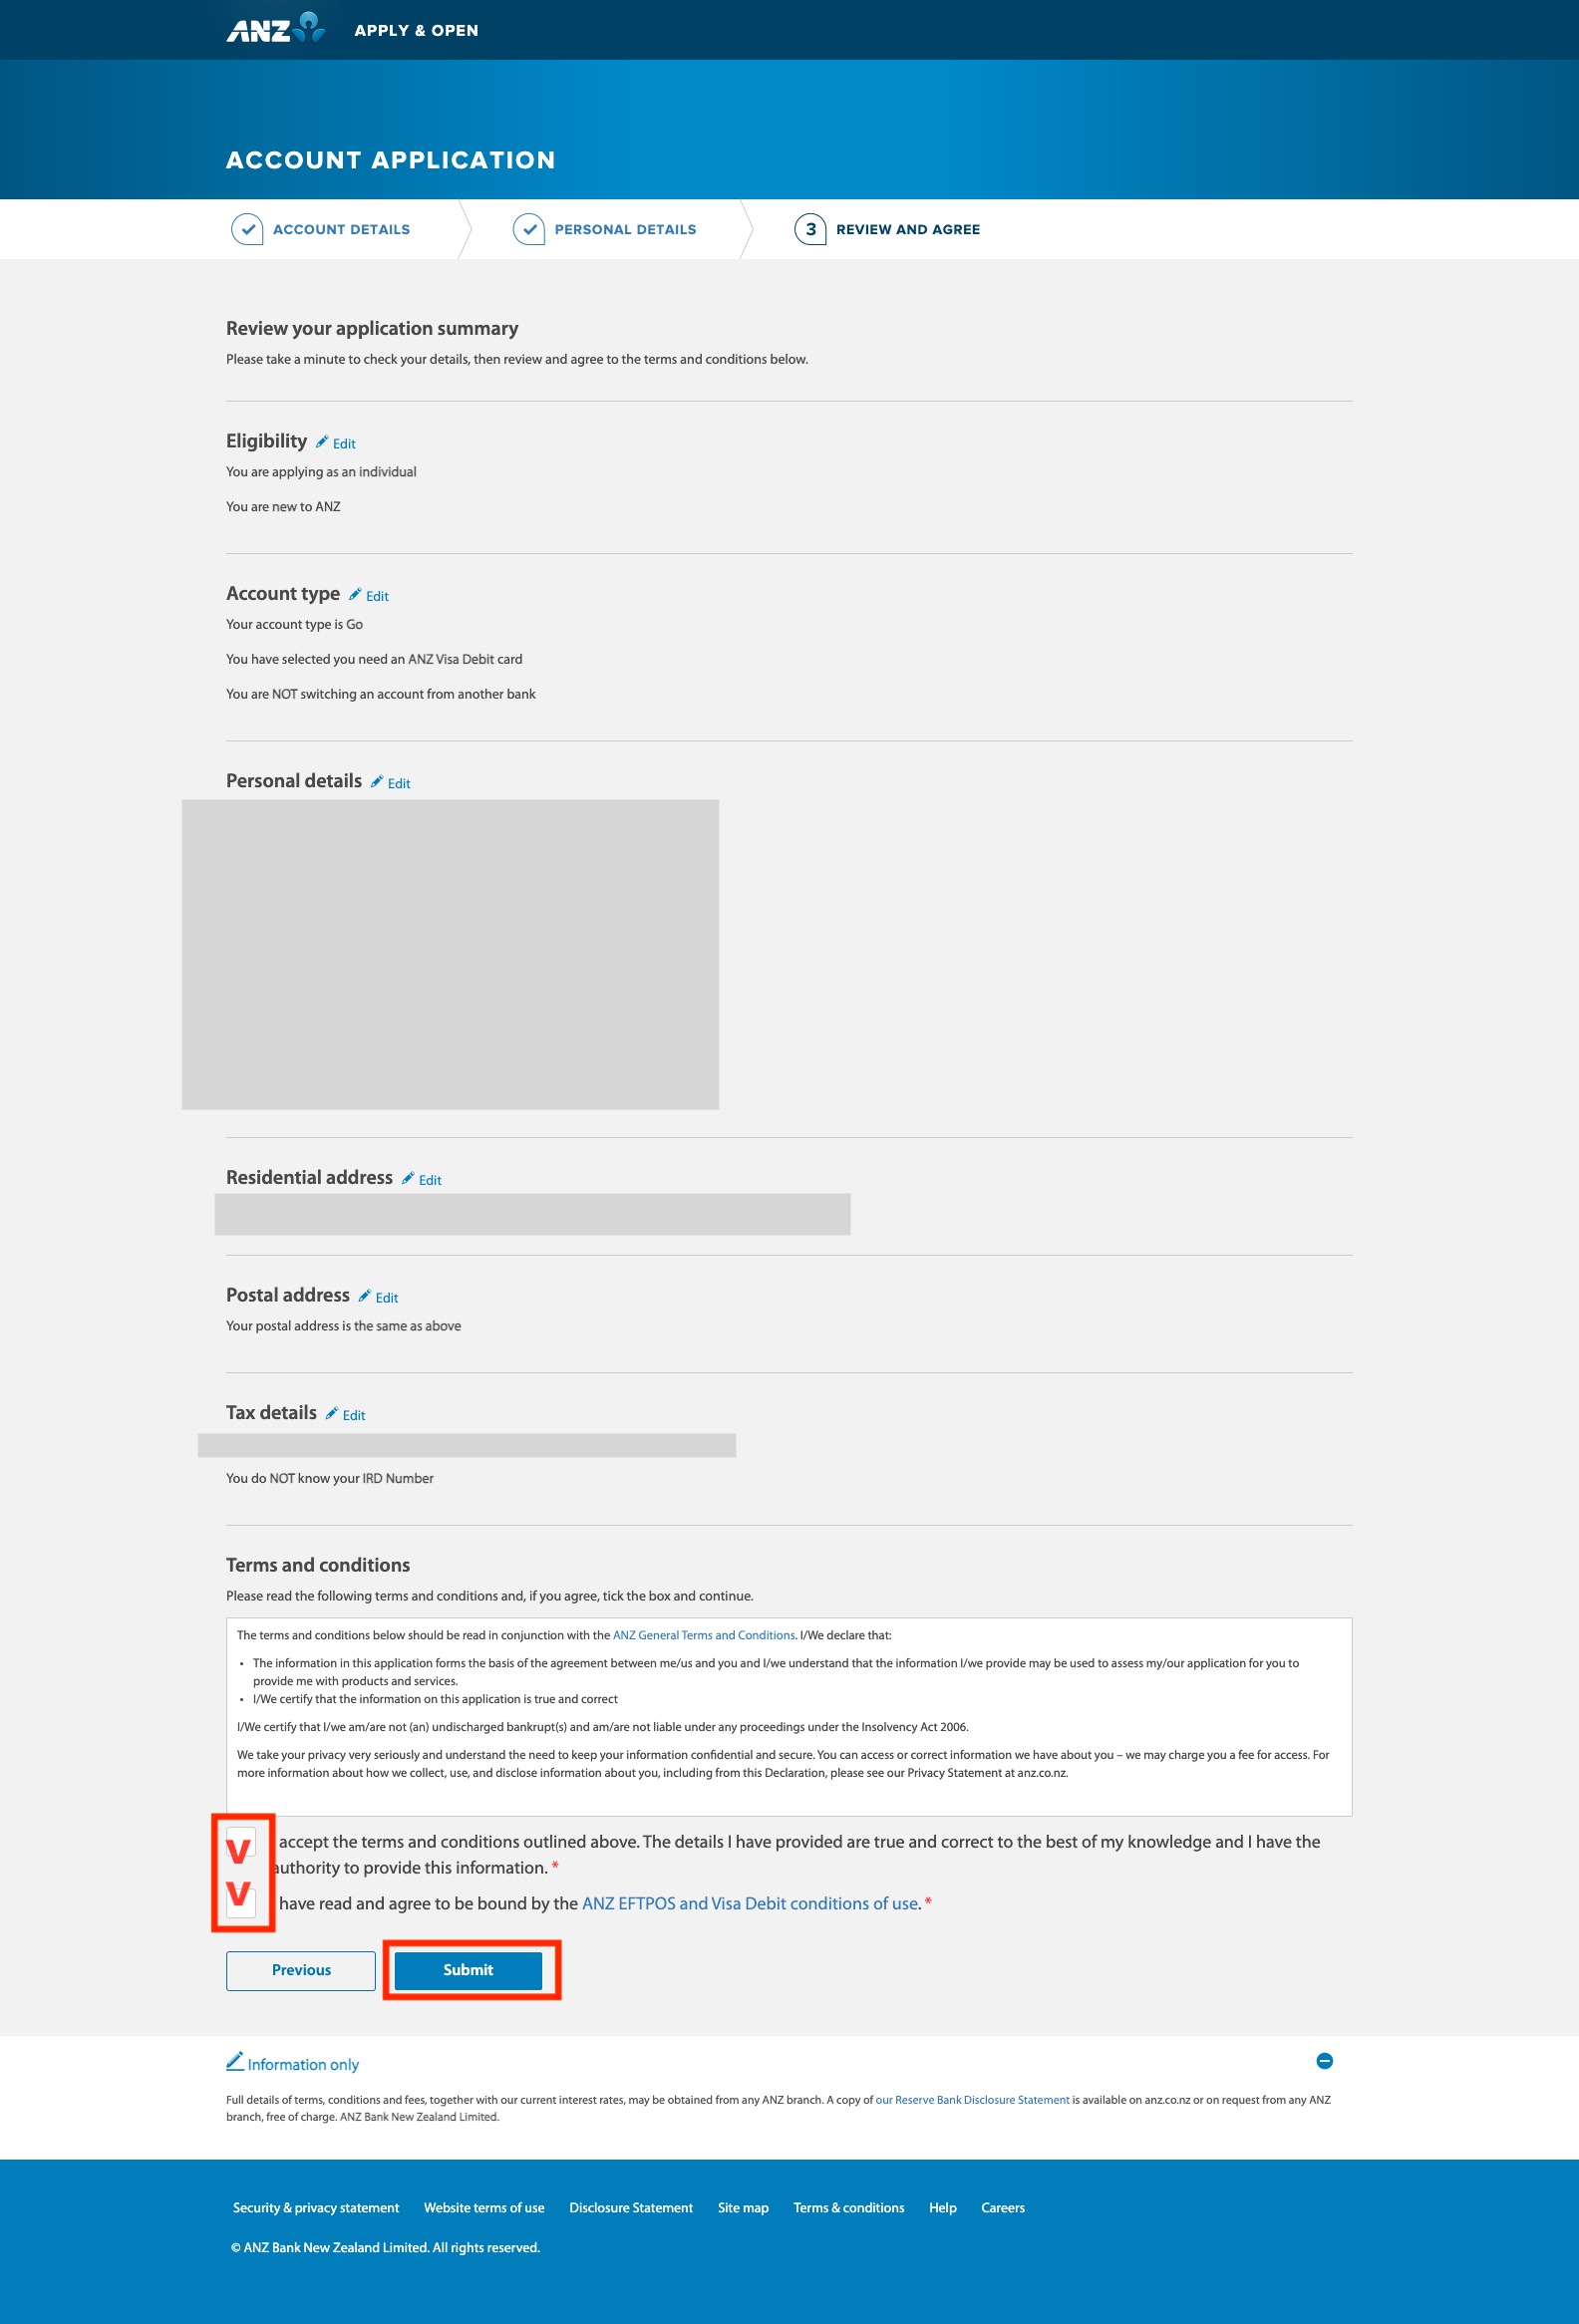 ANZ APPLY & OPEN
ACCOUNT APPLICATION
ACCOUNT DETAILS
PERSONAL DETAILS
3 REVIEW AND AGREE
Review your application summary
Please take a minute to check your details, then review and agree to the terms and conditions below.
Eligibility Edit
You are applying as an individual
You are new to ANZ
Account type Edit
Your account type is Go
You have selected you need an ANZ Visa Debit card
You are NOT switching an account from another bank
Personal details Edit
Residential address Edit
Postal address Edit
Your postal address is the same as above
Tax details Edit
You do NOT know your IRD Number
Terms and conditions
Please read the following terms and conditions and, if you agree, tick the box and continue.
The terms and conditions below should be read in conjunction with the ANZ General Terms and Conditions. I/We declare that:
• The information in this application forms the basis of the agreement between me/us and you and I/we understand that the information I/we provide may be used to assess my/our application for you to
provide me with products and services.
• I/We certify that the information on this application is true and correct
I/We certify that I/we am/are not (an) undischarged bankrupt(s) and am/are not liable under any proceedings under the Insolvency Act 2006.
We take your privacy very seriously and understand the need to keep your information confidential and secure. You can access or correct information we have about you – we may charge you a fee for access. For
more information about how we collect, use, and disclose information about you, including from this Declaration, please see our Privacy Statement at anz.co.nz.
V accept the terms and conditions outlined above. The details I have provided are true and correct to the best of my knowledge and I have the
authority to provide this information. *
V have read and agree to be bound by the ANZ EFTPOS and Visa Debit conditions of use. *
Previous Submit
Information only
Full details of terms, conditions and fees, together with our current interest rates, may be obtained from any ANZ branch. A copy of our Reserve Bank Disclosure Statement is available on anz.co.nz or on request from any ANZ
branch, free of charge. ANZ Bank New Zealand Limited.
Security & privacy statement Website terms of use Disclosure Statement Site map Terms & conditions Help Careers
© ANZ Bank New Zealand Limited. All rights reserved.